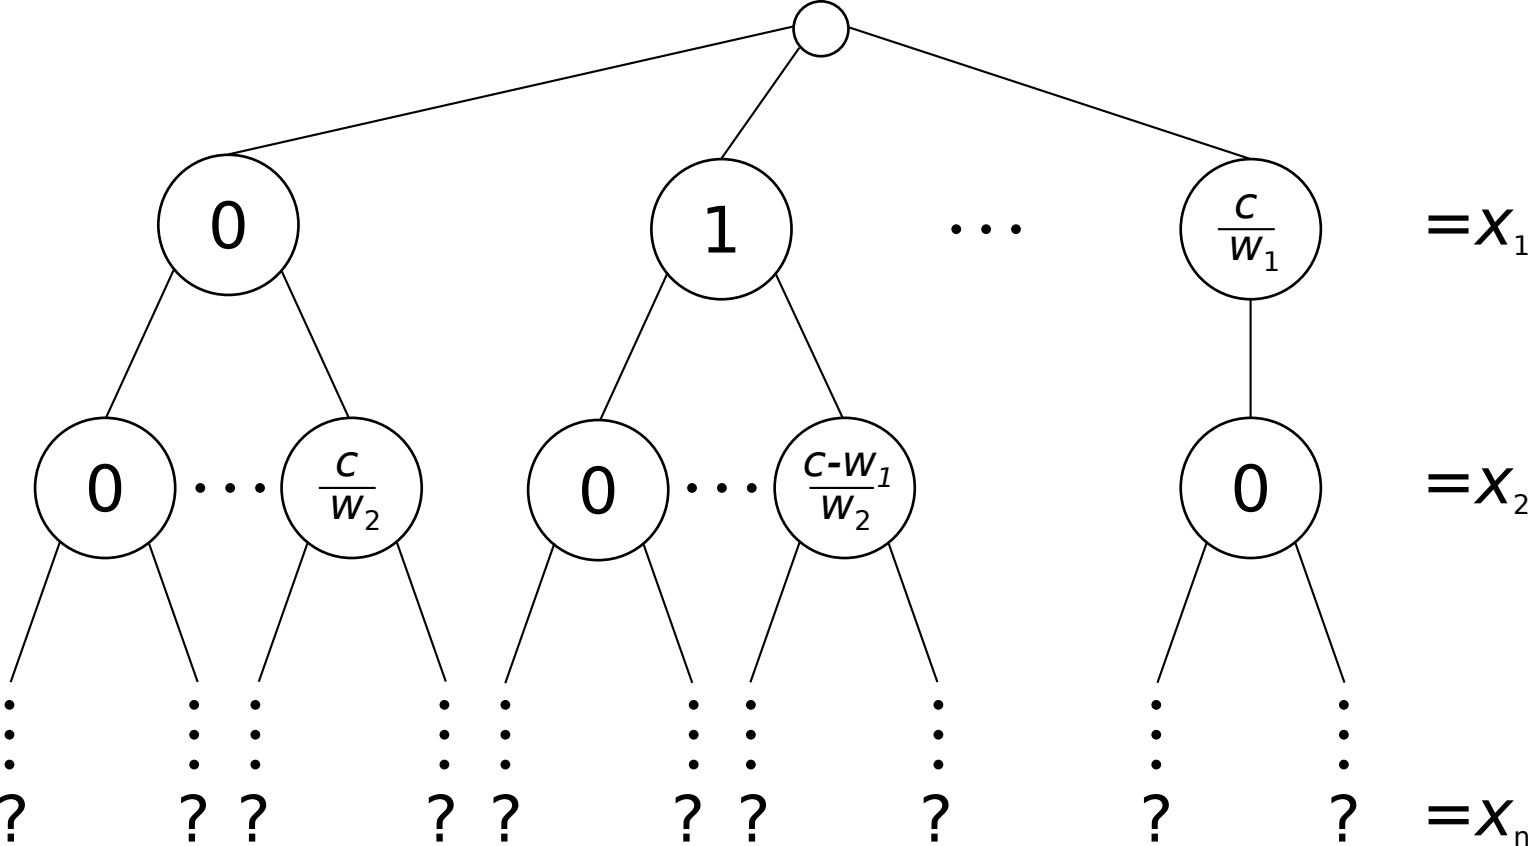 0 1 ... c/w₁ =x₁
0 ... c/w₂ 0 ... c-w₁/w₂ 0 =x₂
? ? ? ? ? ? ? ? ? ? =xₙ